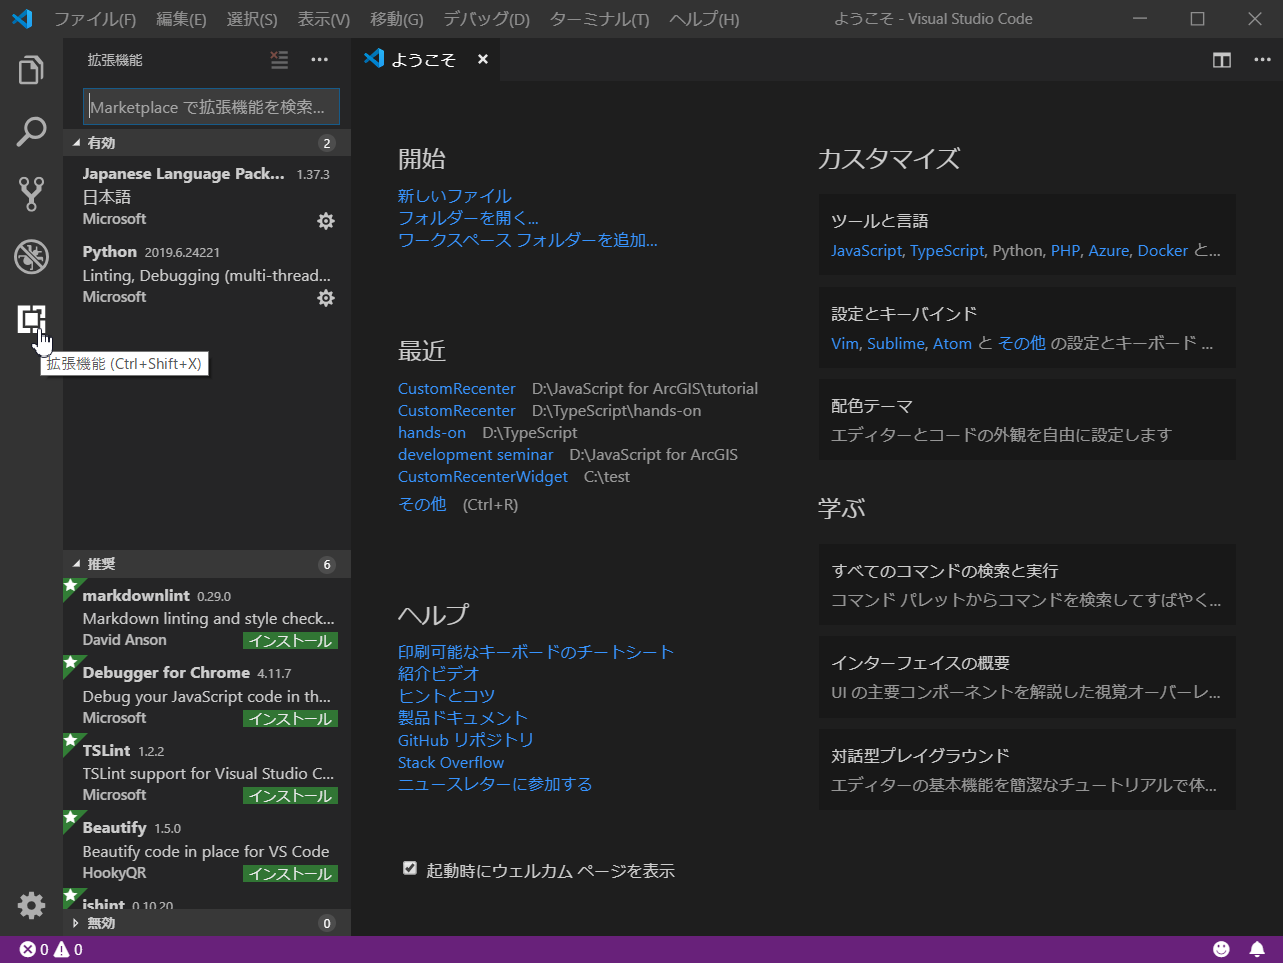 ファイル(F) 編集(E) 選択(S) 表示(V) 移動(G) デバッグ(D) ターミナル(T) ヘルプ(H) ようこそ - Visual Studio Code
拡張機能
Marketplace で拡張機能を検索...
有効 2
Japanese Language Pack... 1.37.3
日本語
Microsoft
Python 2019.6.24221
Linting, Debugging (multi-thread...
Microsoft
拡張機能 (Ctrl+Shift+X)
推奨 6
markdownlint 0.29.0
Markdown linting and style check...
David Anson インストール
Debugger for Chrome 4.11.7
Debug your JavaScript code in th...
Microsoft インストール
TSLint 1.2.2
TSLint support for Visual Studio C...
Microsoft インストール
Beautify 1.5.0
Beautify code in place for VS Code
HookyQR インストール
jshint 0.10.20
無効 0
ようこそ
開始
新しいファイル
フォルダーを開く...
ワークスペース フォルダーを追加...
最近
CustomRecenter D:\JavaScript for ArcGIS\tutorial
CustomRecenter D:\TypeScript\hands-on
hands-on D:\TypeScript
development seminar D:\JavaScript for ArcGIS
CustomRecenterWidget C:\test
その他 (Ctrl+R)
ヘルプ
印刷可能なキーボードのチートシート
紹介ビデオ
ヒントとコツ
製品ドキュメント
GitHub リポジトリ
Stack Overflow
ニュースレターに参加する
起動時にウェルカム ページを表示
カスタマイズ
ツールと言語
JavaScript, TypeScript, Python, PHP, Azure, Docker と...
設定とキーバインド
Vim, Sublime, Atom と その他 の設定とキーボード ...
配色テーマ
エディターとコードの外観を自由に設定します
学ぶ
すべてのコマンドの検索と実行
コマンド パレットからコマンドを検索してすばやく...
インターフェイスの概要
UI の主要コンポーネントを解説した視覚オーバーレ...
対話型プレイグラウンド
エディターの基本機能を簡潔なチュートリアルで体...
0 0